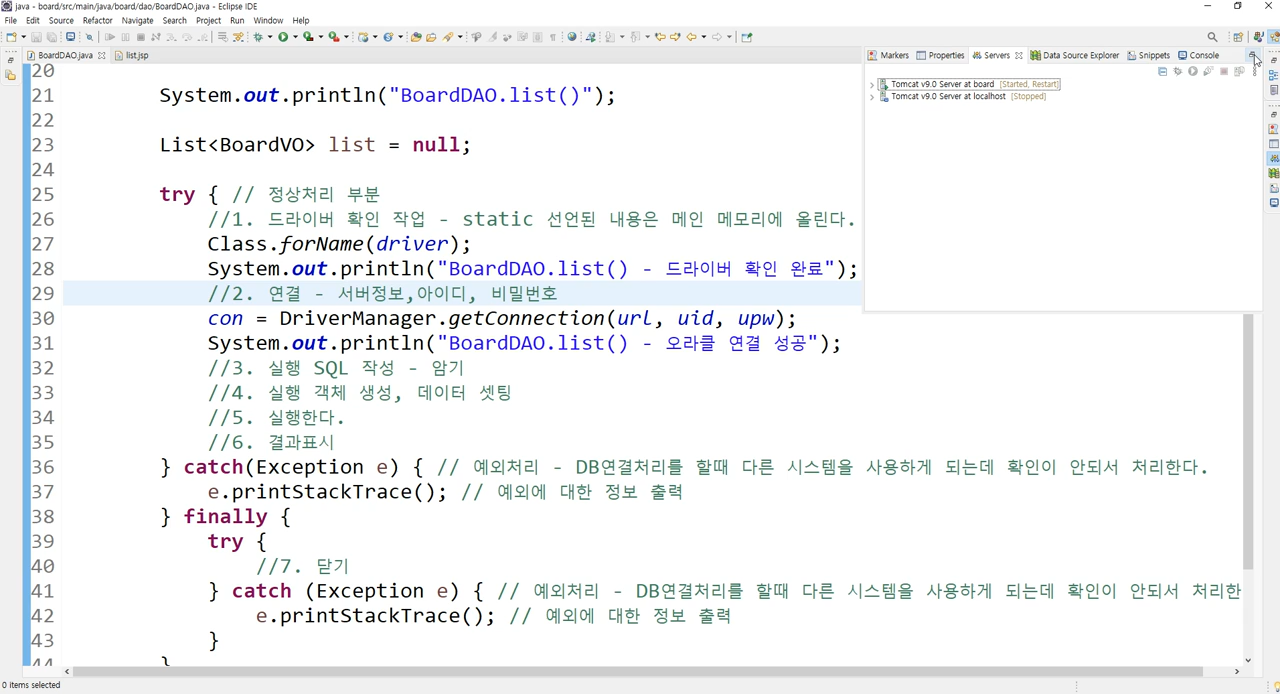 java - board/src/main/java/board/dao/BoardDAO.java - Eclipse IDE
File Edit Source Refactor Navigate Search Project Run Window Help
BoardDAO.java list.jsp
Markers Properties Servers Data Source Explorer Snippets Console
Tomcat v9.0 Server at board [Started, Restart]
Tomcat v9.0 Server at localhost [Stopped]
20
21 System.out.println("BoardDAO.list()");
22
23 List<BoardVO> list = null;
24
25 try { // 정상처리 부분
26 //1. 드라이버 확인 작업 - static 선언된 내용은 메인 메모리에 올린다.
27 Class.forName(driver);
28 System.out.println("BoardDAO.list() - 드라이버 확인 완료");
29 //2. 연결 - 서버정보,아이디, 비밀번호
30 con = DriverManager.getConnection(url, uid, upw);
31 System.out.println("BoardDAO.list() - 오라클 연결 성공");
32 //3. 실행 SQL 작성 - 암기
33 //4. 실행 객체 생성, 데이터 셋팅
34 //5. 실행한다.
35 //6. 결과표시
36 } catch(Exception e) { // 예외처리 - DB연결처리를 할때 다른 시스템을 사용하게 되는데 확인이 안되서 처리한다.
37 e.printStackTrace(); // 예외에 대한 정보 출력
38 } finally {
39 try {
40 //7. 닫기
41 } catch (Exception e) { // 예외처리 - DB연결처리를 할때 다른 시스템을 사용하게 되는데 확인이 안되서 처리한
42 e.printStackTrace(); // 예외에 대한 정보 출력
43 }
44 }
0 items selected